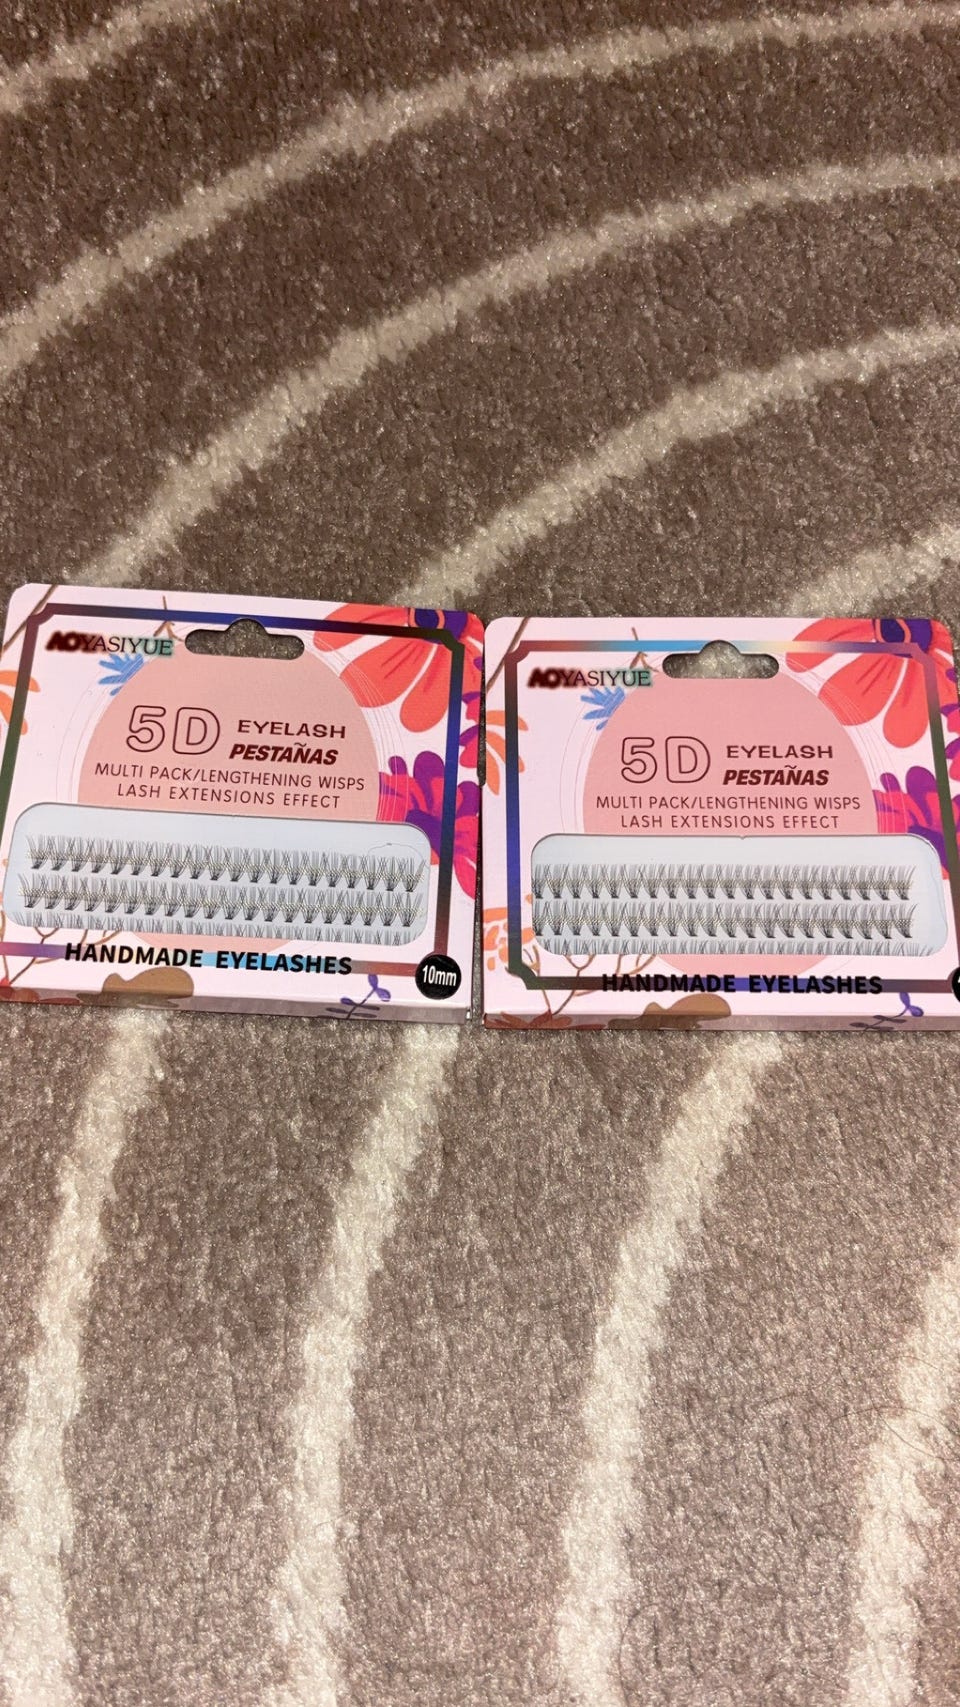 AOYASIYUE
5D EYELASH
PESTAÑAS
MULTI PACK/LENGTHENING WISPS
LASH EXTENSIONS EFFECT
HANDMADE EYELASHES
10mm
AOYASIYUE
5D EYELASH
PESTAÑAS
MULTI PACK/LENGTHENING WISPS
LASH EXTENSIONS EFFECT
HANDMADE EYELASHES